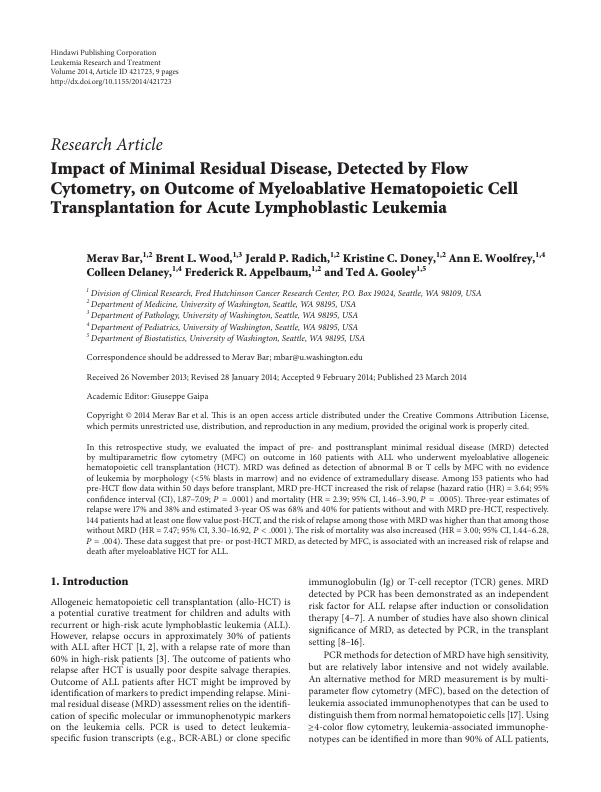 Hindawi Publishing Corporation
Leukemia Research and Treatment
Volume 2014, Article ID 421723, 9 pages
http://dx.doi.org/10.1155/2014/421723
Research Article
Impact of Minimal Residual Disease, Detected by Flow
Cytometry, on Outcome of Myeloablative Hematopoietic Cell
Transplantation for Acute Lymphoblastic Leukemia
Merav Bar,1,2 Brent L. Wood,1,3 Jerald P. Radich,1,2 Kristine C. Doney,1,2 Ann E. Woolfrey,1,4
Colleen Delaney,1,4 Frederick R. Appelbaum,1,2 and Ted A. Gooley1,5
1 Division of Clinical Research, Fred Hutchinson Cancer Research Center, P.O. Box 19024, Seattle, WA 98109, USA
2 Department of Medicine, University of Washington, Seattle, WA 98195, USA
3 Department of Pathology, University of Washington, Seattle, WA 98195, USA
4 Department of Pediatrics, University of Washington, Seattle, WA 98195, USA
5 Department of Biostatistics, University of Washington, Seattle, WA 98195, USA
Correspondence should be addressed to Merav Bar; mbar@u.washington.edu
Received 26 November 2013; Revised 28 January 2014; Accepted 9 February 2014; Published 23 March 2014
Academic Editor: Giuseppe Gaipa
Copyright © 2014 Merav Bar et al. This is an open access article distributed under the Creative Commons Attribution License,
which permits unrestricted use, distribution, and reproduction in any medium, provided the original work is properly cited.
In this retrospective study, we evaluated the impact of pre- and posttransplant minimal residual disease (MRD) detected
by multiparametric flow cytometry (MFC) on outcome in 160 patients with ALL who underwent myeloablative allogeneic
hematopoietic cell transplantation (HCT). MRD was defined as detection of abnormal B or T cells by MFC with no evidence
of leukemia by morphology (<5% blasts in marrow) and no evidence of extramedullary disease. Among 153 patients who had
pre-HCT flow data within 50 days before transplant, MRD pre-HCT increased the risk of relapse (hazard ratio (HR) = 3.64; 95%
confidence interval (CI), 1.87–7.09; P = .0001) and mortality (HR = 2.39; 95% CI, 1.46–3.90, P = .0005). Three-year estimates of
relapse were 17% and 38% and estimated 3-year OS was 68% and 40% for patients without and with MRD pre-HCT, respectively.
144 patients had at least one flow value post-HCT, and the risk of relapse among those with MRD was higher than that among those
without MRD (HR = 7.47; 95% CI, 3.30–16.92, P < .0001). The risk of mortality was also increased (HR = 3.00; 95% CI, 1.44–6.28,
P = .004). These data suggest that pre- or post-HCT MRD, as detected by MFC, is associated with an increased risk of relapse and
death after myeloablative HCT for ALL.
1. Introduction
Allogeneic hematopoietic cell transplantation (allo-HCT) is
a potential curative treatment for children and adults with
recurrent or high-risk acute lymphoblastic leukemia (ALL).
However, relapse occurs in approximately 30% of patients
with ALL after HCT [1, 2], with a relapse rate of more than
60% in high-risk patients [3]. The outcome of patients who
relapse after HCT is usually poor despite salvage therapies.
Outcome of ALL patients after HCT might be improved by
identification of markers to predict impending relapse. Mini-
mal residual disease (MRD) assessment relies on the identifi-
cation of specific molecular or immunophenotypic markers
on the leukemia cells. PCR is used to detect leukemia-
specific fusion transcripts (e.g., BCR-ABL) or clone specific
immunoglobulin (Ig) or T-cell receptor (TCR) genes. MRD
detected by PCR has been demonstrated as an independent
risk factor for ALL relapse after induction or consolidation
therapy [4–7]. A number of studies have also shown clinical
significance of MRD, as detected by PCR, in the transplant
setting [8–16].
PCR methods for detection of MRD have high sensitivity,
but are relatively labor intensive and not widely available.
An alternative method for MRD measurement is by multi-
parameter flow cytometry (MFC), based on the detection of
leukemia associated immunophenotypes that can be used to
distinguish them from normal hematopoietic cells [17]. Using
≥4-color flow cytometry, leukemia-associated immunophe-
notypes can be identified in more than 90% of ALL patients,